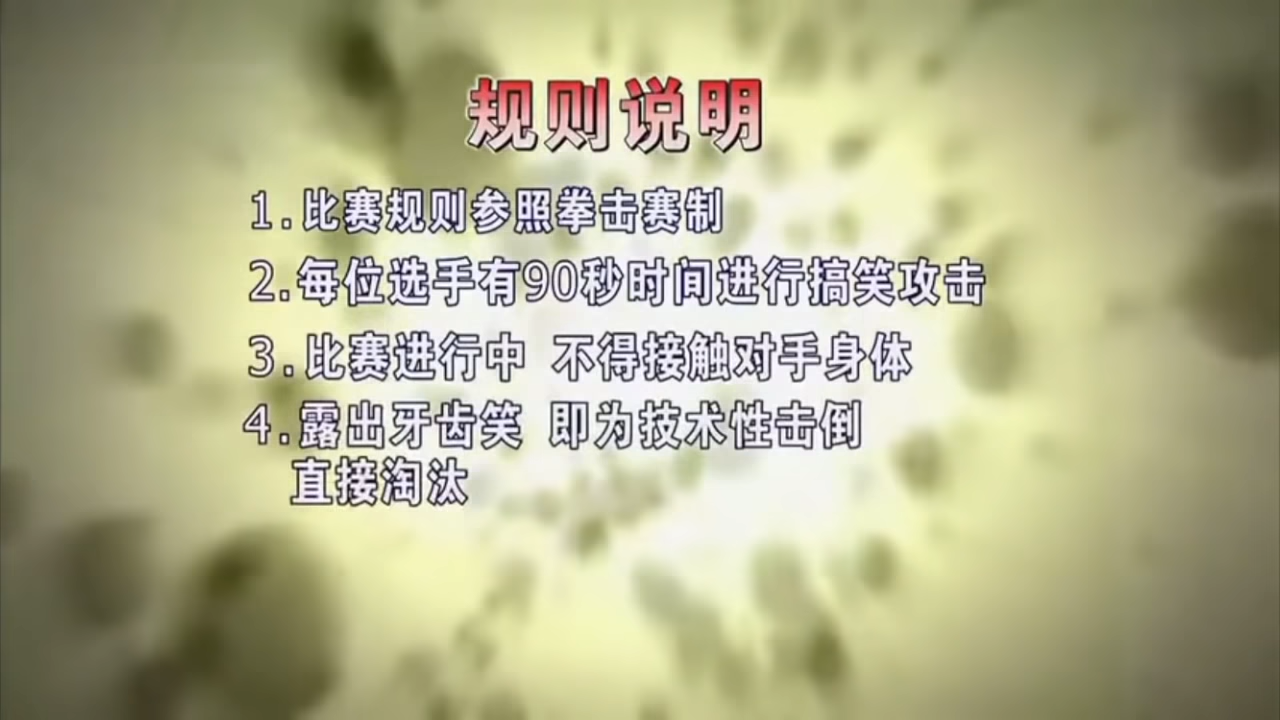 规则说明
1.比赛规则参照拳击赛制
2.每位选手有90秒时间进行搞笑攻击
3.比赛进行中 不得接触对手身体
4.露出牙齿笑 即为技术性击倒
直接淘汰